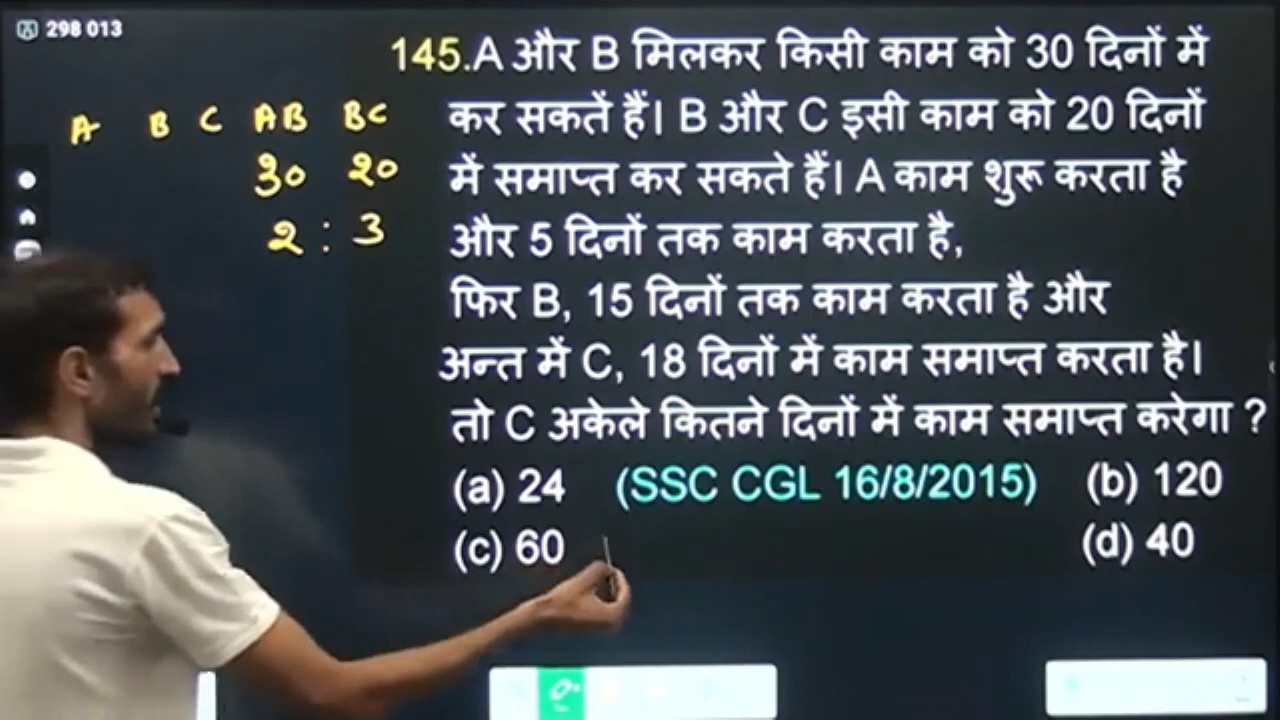 298 013
145.A और B मिलकर किसी काम को 30 दिनों में
कर सकतें हैं। B और C इसी काम को 20 दिनों
में समाप्त कर सकते हैं। A काम शुरू करता है
और 5 दिनों तक काम करता है,
फिर B, 15 दिनों तक काम करता है और
अन्त में C, 18 दिनों में काम समाप्त करता है।
तो C अकेले कितने दिनों में काम समाप्त करेगा ?
(a) 24 (SSC CGL 16/8/2015) (b) 120
(c) 60 (d) 40
A B C AB BC
30 20
2 : 3